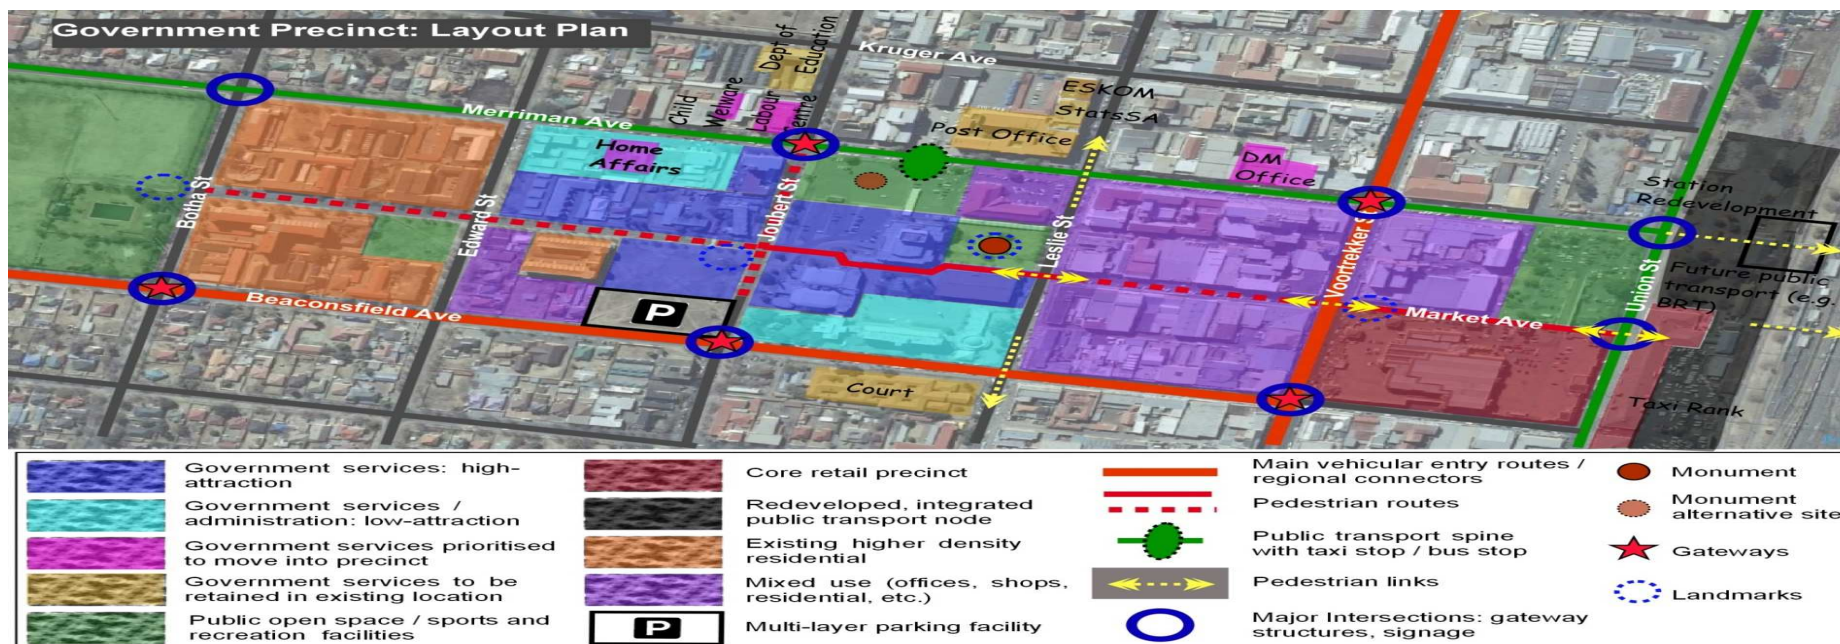 Government Precinct: Layout Plan
Kruger Ave
Dept of
Education
Child
Welware
Labour
Centre
ESKOM
StatsSA
Post Office
Merriman Ave
Home
Affairs
DM
Office
Station
Redevelopment
Botha St
Edward St
Joubert St
Leslie St
Voortrekker S
Union St
Future public
transport (e.g.
BRT)
Beaconsfield Ave
P
Market Ave
Court
Taxi Rank
Government services: high-
attraction
Government services /
administration: low-attraction
Government services prioritised
to move into precinct
Government services to be
retained in existing location
Public open space / sports and
recreation facilities
Core retail precinct
Redeveloped, integrated
public transport node
Existing higher density
residential
Mixed use (offices, shops,
residential, etc.)
P
Multi-layer parking facility
Main vehicular entry routes /
regional connectors
Pedestrian routes
Public transport spine
with taxi stop / bus stop
Pedestrian links
Major Intersections: gateway
structures, signage
Monument
Monument
alternative site
Gateways
Landmarks